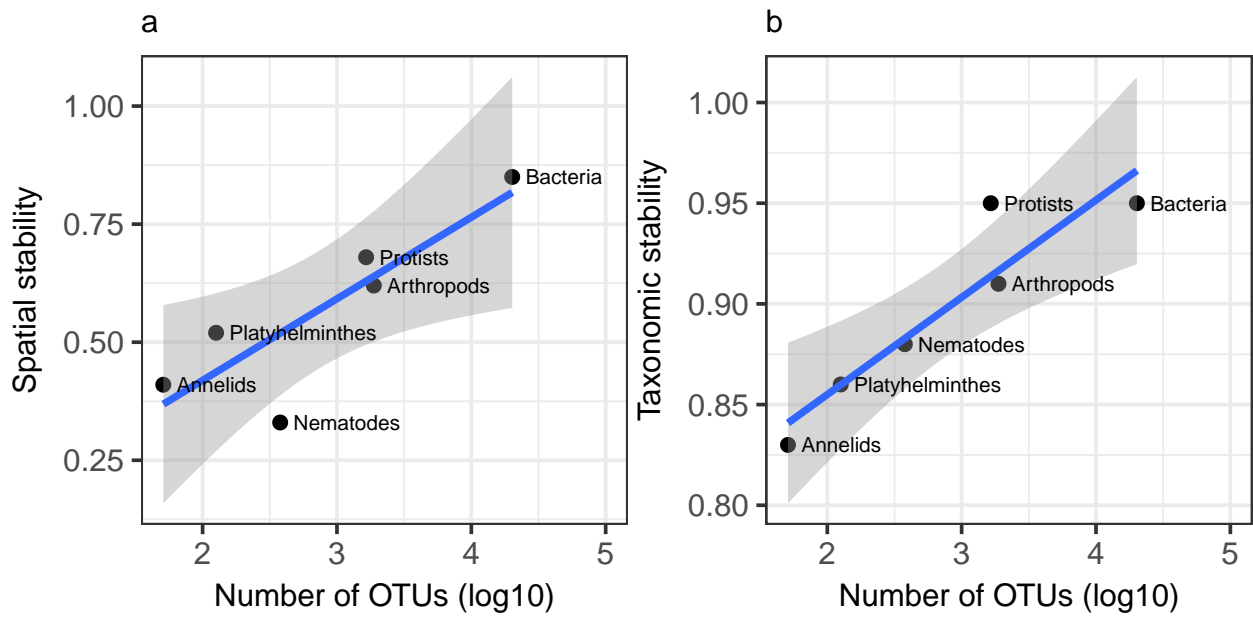 a
Spatial stability
1.00
0.75
0.50
0.25
Bacteria
Protists
Arthropods
Platyhelminthes
Annelids
Nematodes
2 3 4 5
Number of OTUs (log10)
b
Taxonomic stability
1.00
0.95
0.90
0.85
0.80
Protists
Bacteria
Arthropods
Nematodes
Platyhelminthes
Annelids
2 3 4 5
Number of OTUs (log10)